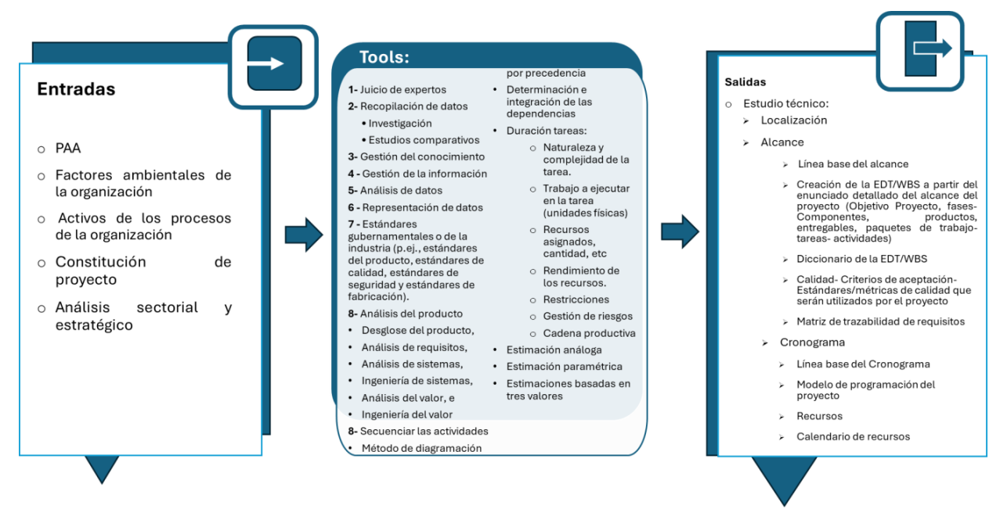 Entradas
o PAA
o Factores ambientales de
la organización
o Activos de los procesos
de la organización
o Constitución de
proyecto
o Análisis sectorial y
estratégico
Tools:
1- Juicio de expertos
2- Recopilación de datos
• Investigación
• Estudios comparativos
3- Gestión del conocimiento
4 - Gestión de la información
5- Análisis de datos
6 - Representación de datos
7 - Estándares
gubernamentales o de la
industria (p.ej., estándares
del producto, estándares de
calidad, estándares de
seguridad y estándares de
fabricación).
8- Análisis del producto
• Desglose del producto,
• Análisis de requisitos,
• Análisis de sistemas,
• Ingeniería de sistemas,
• Análisis del valor, e
• Ingeniería del valor
8- Secuenciar las actividades
• Método de diagramación
por precedencia
• Determinación e
integración de las
dependencias
• Duración tareas:
o Naturaleza y
complejidad de la
tarea.
o Trabajo a ejecutar
en la tarea
(unidades físicas)
o Recursos
asignados,
cantidad, etc
o Rendimiento de
los recursos.
o Restricciones
o Gestión de riesgos
o Cadena productiva
• Estimación análoga
• Estimación paramétrica
• Estimaciones basadas en
tres valores
Salidas
o Estudio técnico:
➢ Localización
➢ Alcance
➢ Línea base del alcance
➢ Creación de la EDT/WBS a partir del
enunciado detallado del alcance del
proyecto (Objetivo Proyecto, fases-
Componentes, productos,
entregables, paquetes de trabajo-
tareas- actividades)
➢ Diccionario de la EDT/WBS
➢ Calidad- Criterios de aceptación-
Estándares/métricas de calidad que
serán utilizados por el proyecto
➢ Matriz de trazabilidad de requisitos
➢ Cronograma
➢ Línea base del Cronograma
➢ Modelo de programación del
proyecto
➢ Recursos
➢ Calendario de recursos